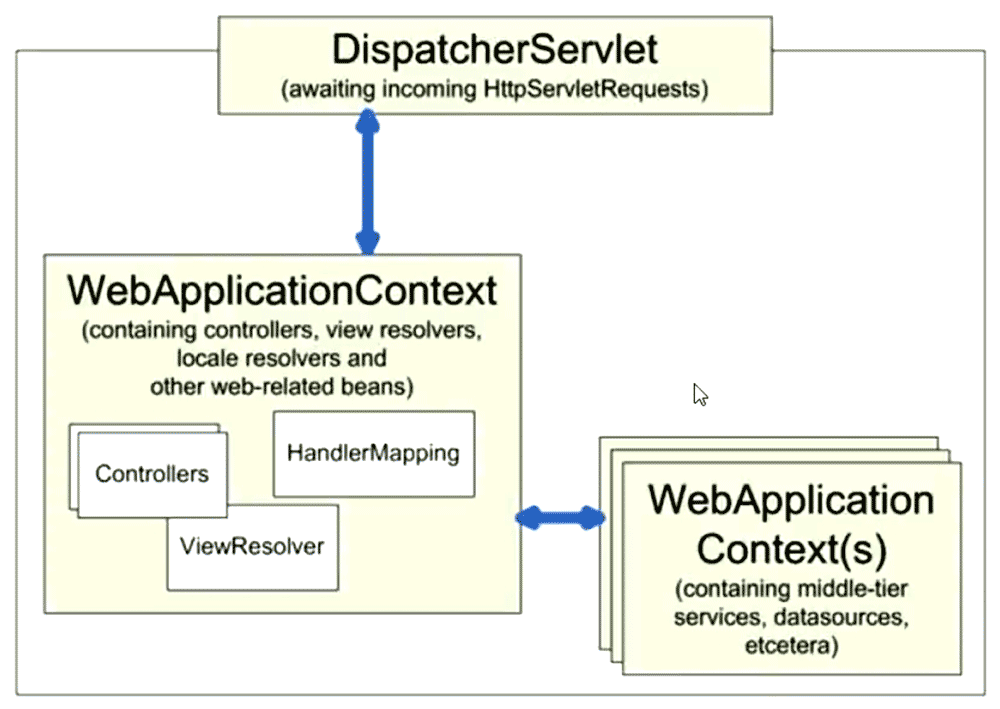 DispatcherServlet
(awaiting incoming HttpServletRequests)
WebApplicationContext
(containing controllers, view resolvers,
locale resolvers and
other web-related beans)
Controllers
HandlerMapping
ViewResolver
WebApplication
Context(s)
(containing middle-tier
services, datasources,
etcetera)